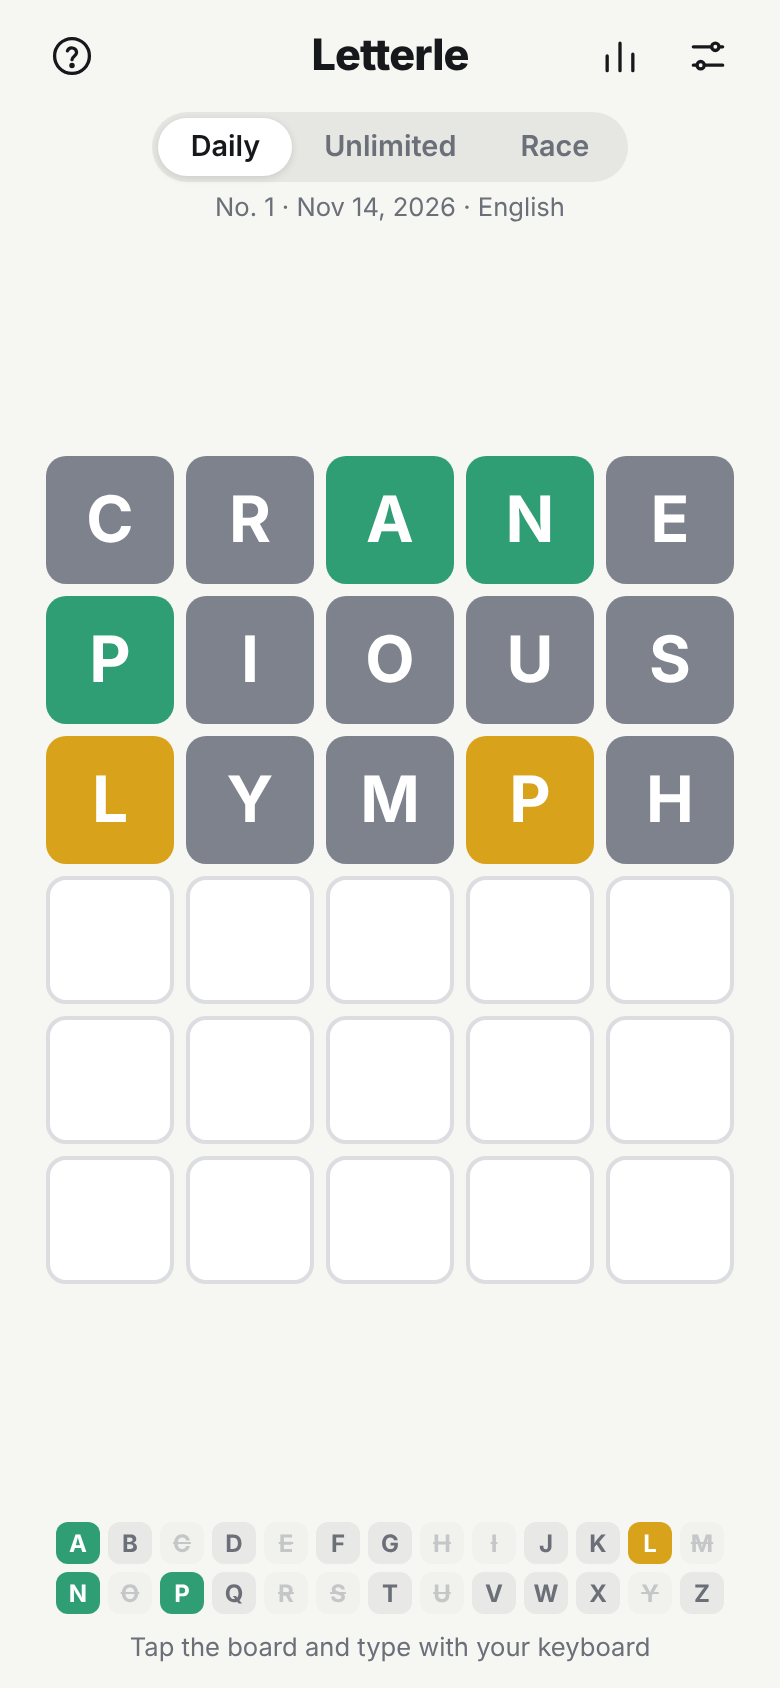 Letterle
Daily Unlimited Race
No. 1 · Nov 14, 2026 · English
C R A N E
P I O U S
L Y M P H
A B C D E F G H I J K L M
N O P Q R S T U V W X Y Z
Tap the board and type with your keyboard